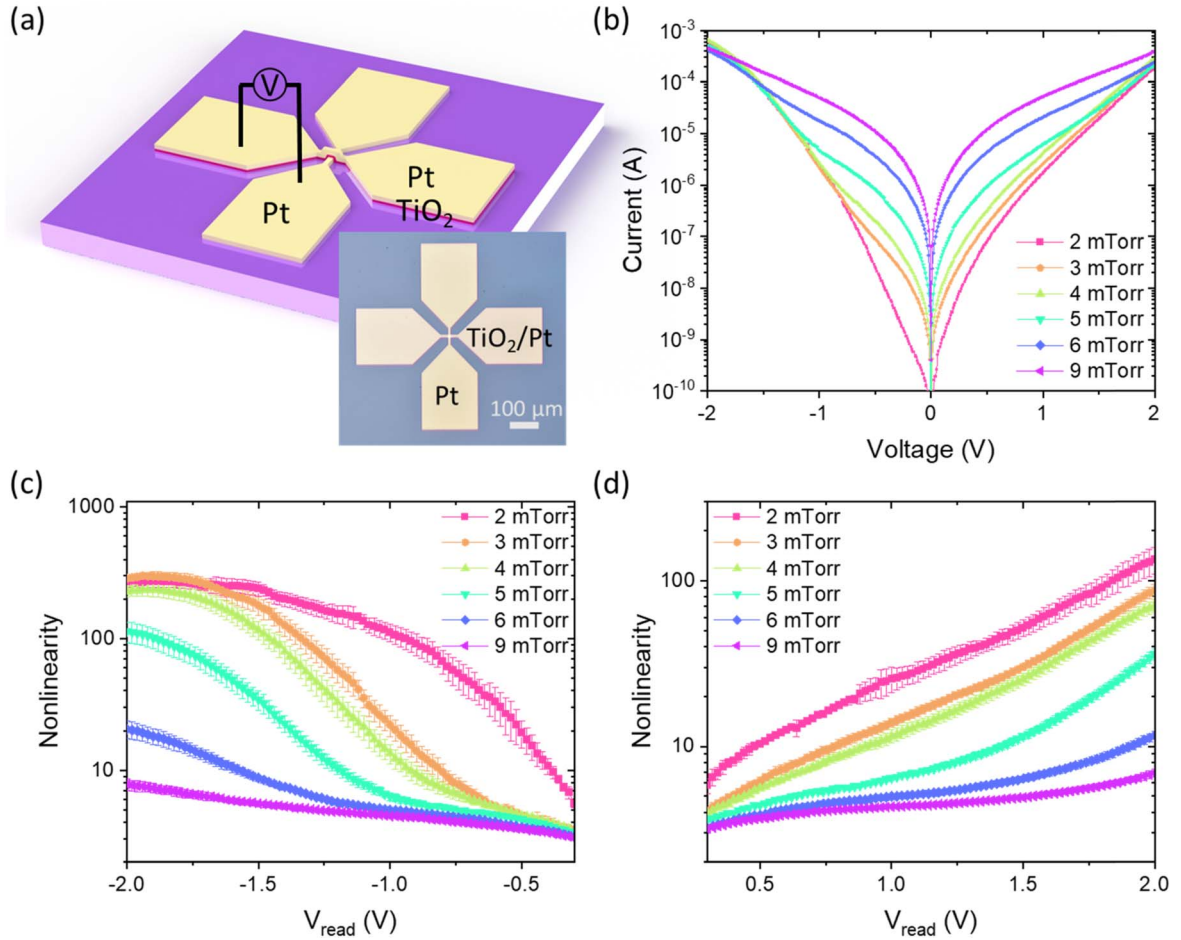 (a)
V
Pt
TiO₂
Pt
TiO₂/Pt
Pt
100 μm
(b)
Current (A)
10⁻³
10⁻⁴
10⁻⁵
10⁻⁶
10⁻⁷
10⁻⁸
10⁻⁹
10⁻¹⁰
2 mTorr
3 mTorr
4 mTorr
5 mTorr
6 mTorr
9 mTorr
-2 -1 0 1 2
Voltage (V)
(c)
Nonlinearity
1000
100
10
2 mTorr
3 mTorr
4 mTorr
5 mTorr
6 mTorr
9 mTorr
-2.0 -1.5 -1.0 -0.5
V_read (V)
(d)
Nonlinearity
100
10
2 mTorr
3 mTorr
4 mTorr
5 mTorr
6 mTorr
9 mTorr
0.5 1.0 1.5 2.0
V_read (V)